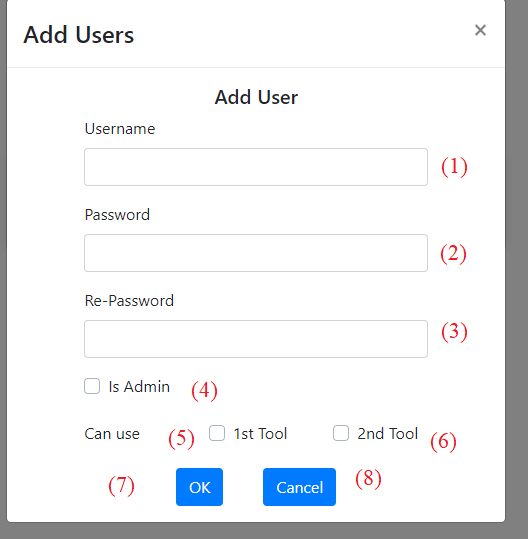 Add Users ×
Add User
Username
(1)
Password
(2)
Re-Password
(3)
Is Admin (4)
Can use (5) 1st Tool 2nd Tool (6)
(7) OK Cancel (8)